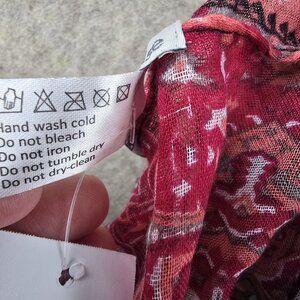 Hand wash cold
Do not bleach
Do not iron
Do not tumble dry
Do not dry-clean